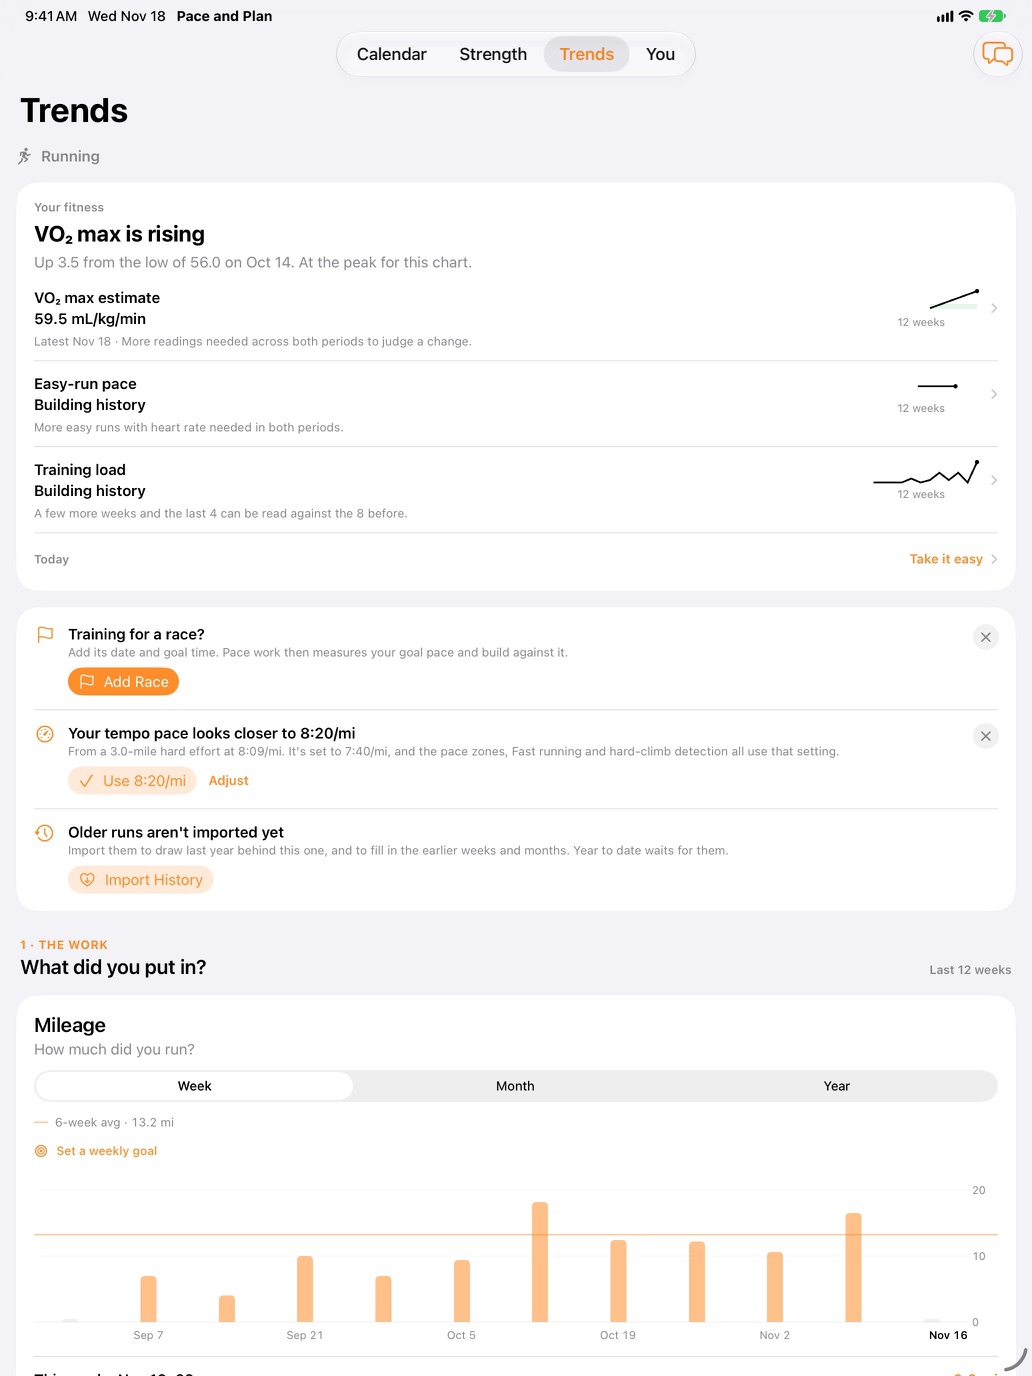 9:41 AM Wed Nov 18 Pace and Plan
Calendar Strength Trends You
Trends
Running
Your fitness
VO₂ max is rising
Up 3.5 from the low of 56.0 on Oct 14. At the peak for this chart.
VO₂ max estimate
59.5 mL/kg/min
12 weeks
Latest Nov 18 · More readings needed across both periods to judge a change.
Easy-run pace
Building history
12 weeks
More easy runs with heart rate needed in both periods.
Training load
Building history
12 weeks
A few more weeks and the last 4 can be read against the 8 before.
Today Take it easy
Training for a race?
Add its date and goal time. Pace work then measures your goal pace and build against it.
Add Race
Your tempo pace looks closer to 8:20/mi
From a 3.0-mile hard effort at 8:09/mi. It's set to 7:40/mi, and the pace zones, Fast running and hard-climb detection all use that setting.
Use 8:20/mi Adjust
Older runs aren't imported yet
Import them to draw last year behind this one, and to fill in the earlier weeks and months. Year to date waits for them.
Import History
1 · THE WORK
What did you put in?
Last 12 weeks
Mileage
How much did you run?
Week Month Year
6-week avg · 13.2 mi
Set a weekly goal
20
10
0
Sep 7 Sep 21 Oct 5 Oct 19 Nov 2 Nov 16